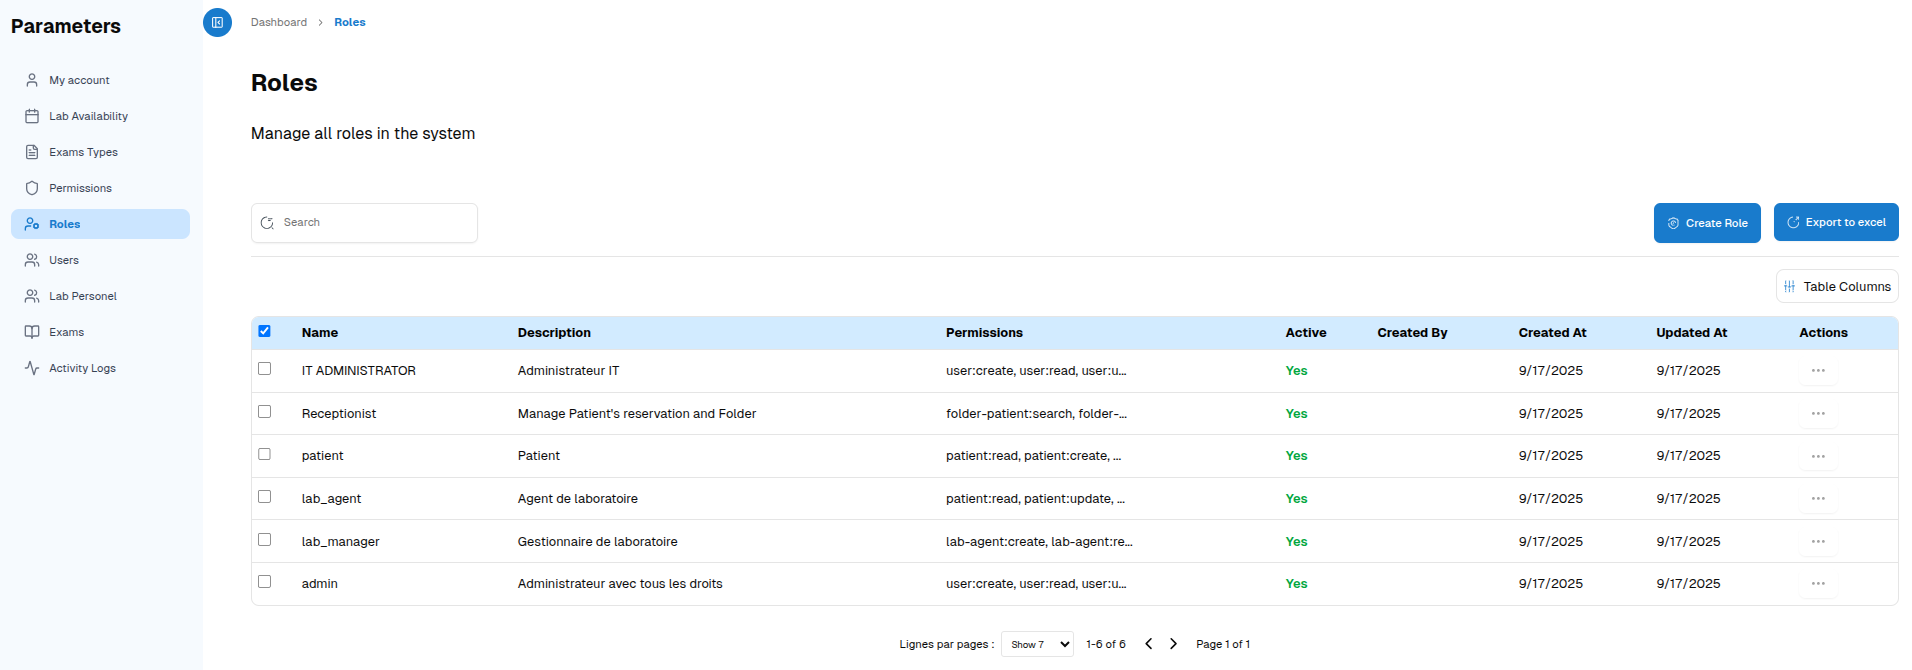 Parameters
My account
Lab Availability
Exams Types
Permissions
Roles
Users
Lab Personel
Exams
Activity Logs
Dashboard > Roles
Roles
Manage all roles in the system
Search
Create Role
Export to excel
Table Columns
Name Description Permissions Active Created By Created At Updated At Actions
IT ADMINISTRATOR Administrateur IT user:create, user:read, user:u... Yes 9/17/2025 9/17/2025 ...
Receptionist Manage Patient's reservation and Folder folder-patient:search, folder-... Yes 9/17/2025 9/17/2025 ...
patient Patient patient:read, patient:create, ... Yes 9/17/2025 9/17/2025 ...
lab_agent Agent de laboratoire patient:read, patient:update, ... Yes 9/17/2025 9/17/2025 ...
lab_manager Gestionnaire de laboratoire lab-agent:create, lab-agent:re... Yes 9/17/2025 9/17/2025 ...
admin Administrateur avec tous les droits user:create, user:read, user:u... Yes 9/17/2025 9/17/2025 ...
Lignes par pages : Show 7 1-6 of 6 Page 1 of 1